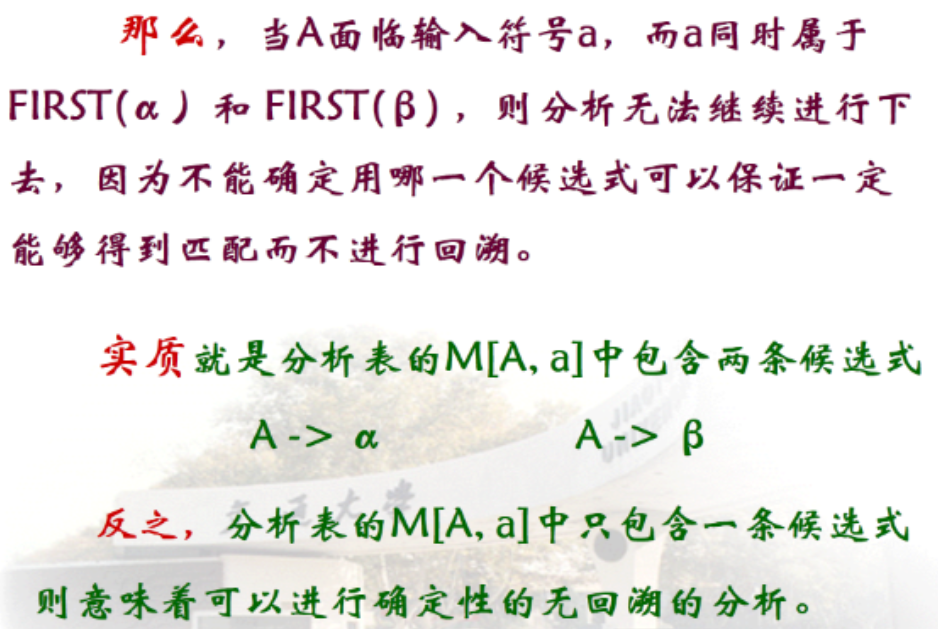 那么，当A面临输入符号a，而a同时属于
FIRST(α）和 FIRST(β)，则分析无法继续进行下
去，因为不能确定用哪一个候选式可以保证一定
能够得到匹配而不进行回溯。
实质就是分析表的M[A, a]中包含两条候选式
A -> α A -> β
反之，分析表的M[A, a]中只包含一条候选式
则意味着可以进行确定性的无回溯的分析。